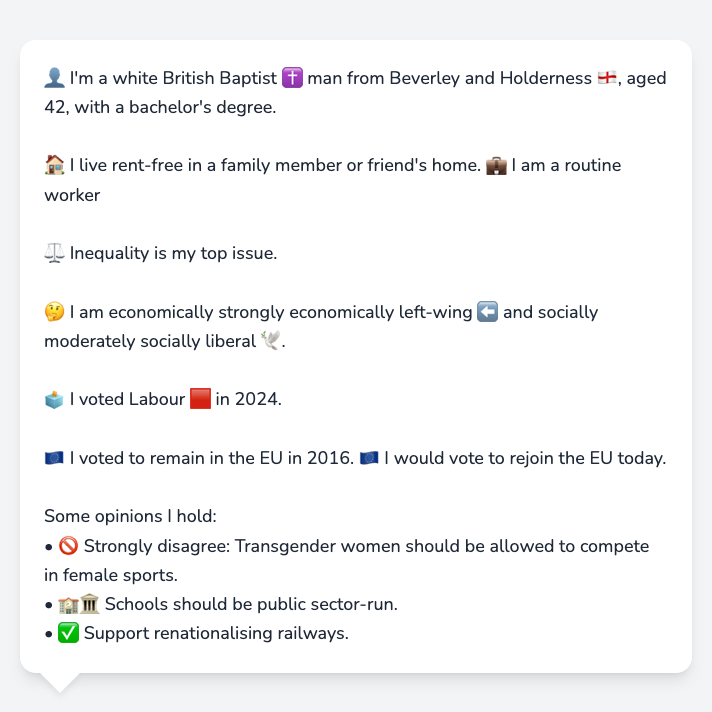 👤 I'm a white British Baptist ✝️ man from Beverley and Holderness 🏴󠁧󠁢󠁥󠁮󠁧󠁿, aged
42, with a bachelor's degree.
🏠 I live rent-free in a family member or friend's home. 💼 I am a routine
worker
⚖️ Inequality is my top issue.
🤔 I am economically strongly economically left-wing ⬅️ and socially
moderately socially liberal 🕊️.
🗳️ I voted Labour 🟥 in 2024.
🇪🇺 I voted to remain in the EU in 2016. 🇪🇺 I would vote to rejoin the EU today.
Some opinions I hold:
• 🚫 Strongly disagree: Transgender women should be allowed to compete
in female sports.
• 🏫🏛️ Schools should be public sector-run.
• ✅ Support renationalising railways.